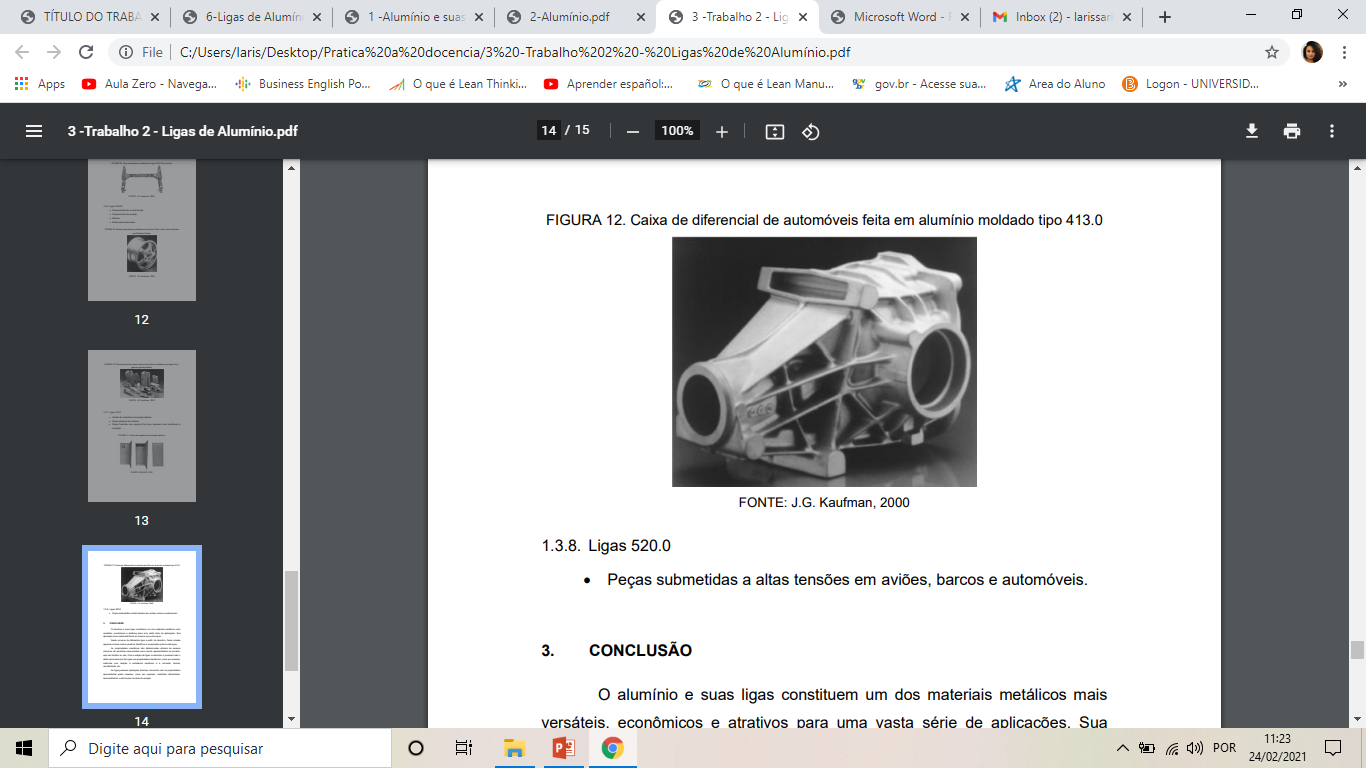 TÍTULO DO TRABA
6-Ligas de Alumín
1 -Alumínio e suas
2-Alumínio.pdf
3 -Trabalho 2 - Lig
Microsoft Word -
Inbox (2) - larissar
File
C:/Users/laris/Desktop/Pratica%20a%20docencia/3%20-Trabalho%202%20-%20Ligas%20de%20Alumínio.pdf
Apps
Aula Zero - Navega...
Business English Po...
O que é Lean Thinki...
Aprender español:...
O que é Lean Manu...
gov.br - Acesse sua...
Area do Aluno
Logon - UNIVERSID...
»
3 -Trabalho 2 - Ligas de Alumínio.pdf
14 / 15
100%
12
13
14
FIGURA 12. Caixa de diferencial de automóveis feita em alumínio moldado tipo 413.0
FONTE: J.G. Kaufman, 2000
1.3.8. Ligas 520.0
• Peças submetidas a altas tensões em aviões, barcos e automóveis.
3. CONCLUSÃO
O alumínio e suas ligas constituem um dos materiais metálicos mais
versáteis, econômicos e atrativos para uma vasta série de aplicações. Sua
Digite aqui para pesquisar
POR
11:23
24/02/2021